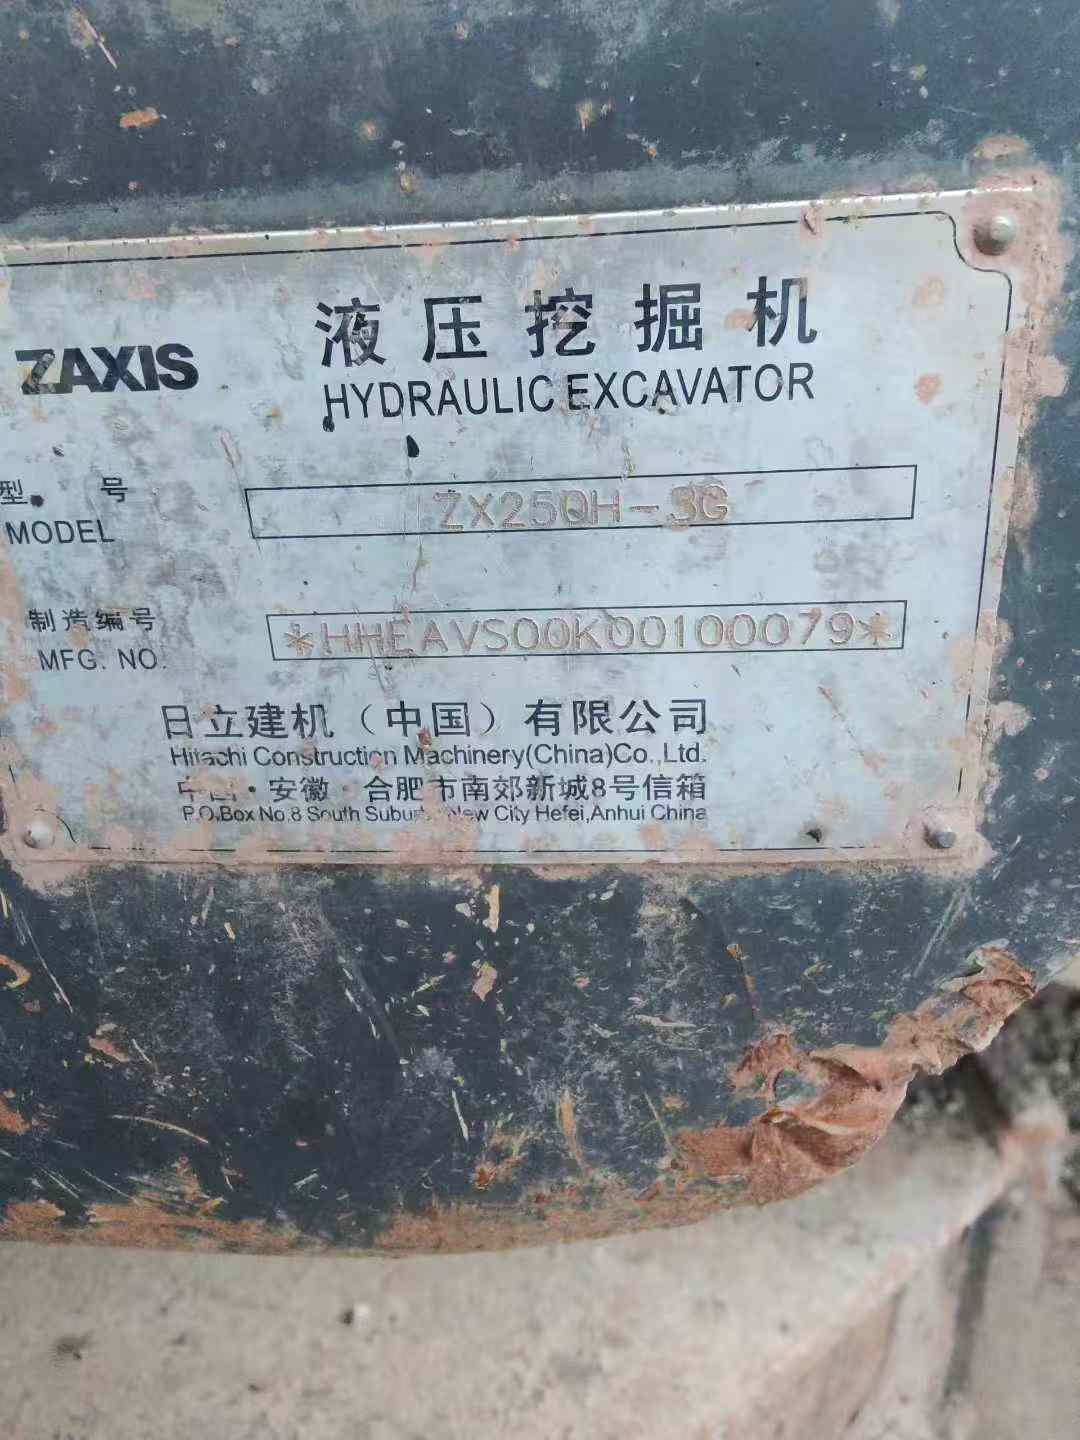 液压挖掘机
ZAXIS
HYDRAULIC EXCAVATOR
型 号
MODEL
ZX250H-3G
制造编号
MFG. NO.
*HHEAVS00K00100079*
日立建机（中国）有限公司
Hitachi Construction Machinery(China)Co.,Ltd.
中国·安徽·合肥市南郊新城8号信箱
P.O.Box No.8 South Suburb New City Hefei,Anhui China